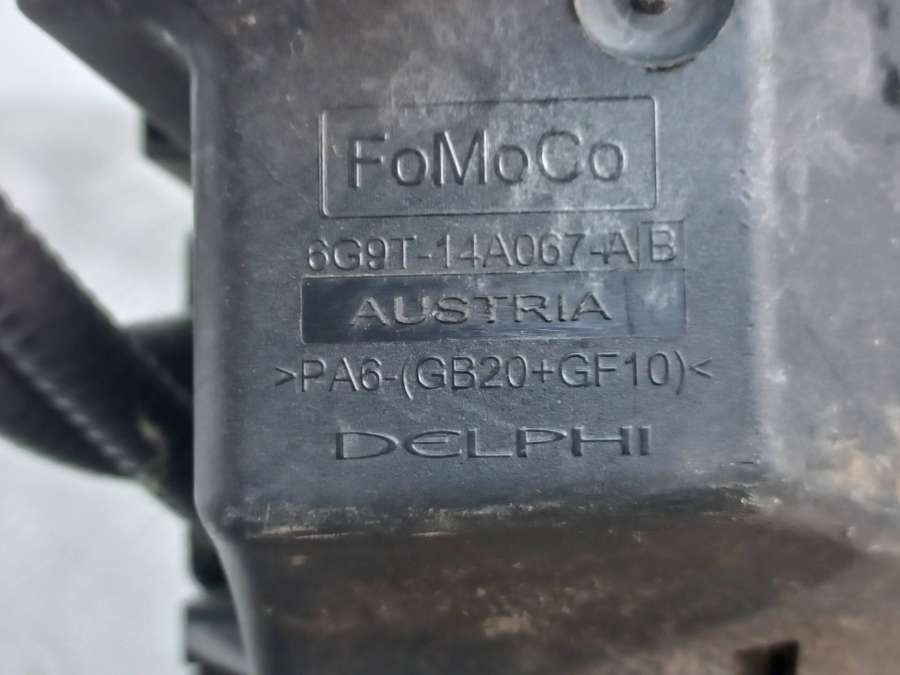 FoMoCo
6G9T-14A067-AB
AUSTRIA
>PA6-(GB20+GF10)<
DELPHI